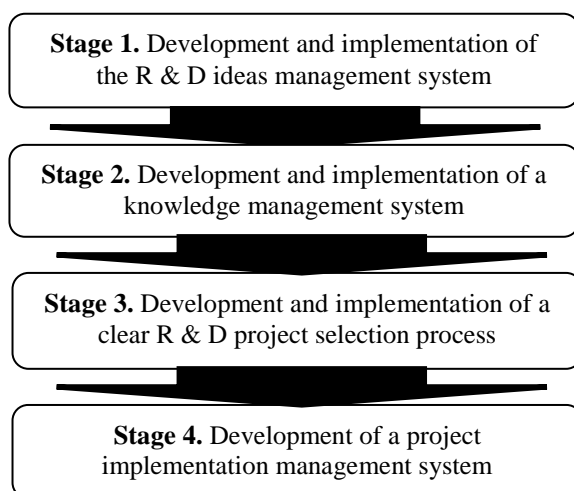 Stage 1. Development and implementation of
the R & D ideas management system
Stage 2. Development and implementation of a
knowledge management system
Stage 3. Development and implementation of a
clear R & D project selection process
Stage 4. Development of a project
implementation management system